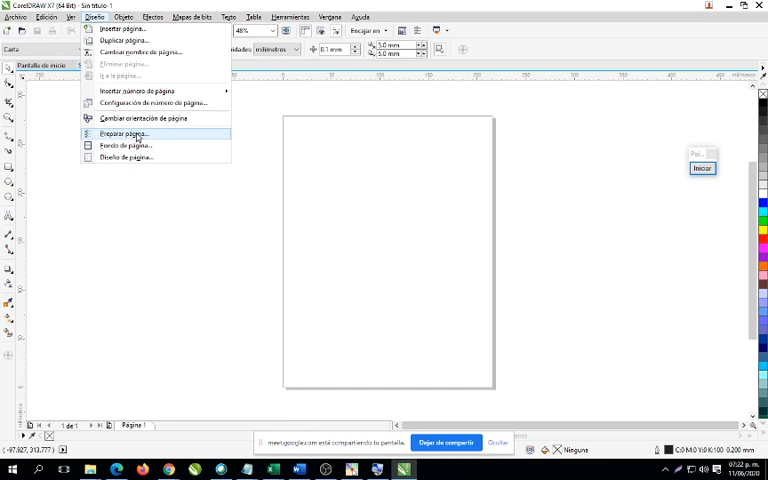 CorelDRAW X7 (64 Bit) - Sin título-1
Archivo Edición Ver Diseño Objeto Efectos Mapas de bits Texto Tabla Herramientas Ventana Ayuda
Insertar página...
Duplicar página...
Cambiar nombre de página...
Eliminar página...
Ir a la página...
Insertar número de página
Configuración de número de página...
Cambiar orientación de página
Preparar página...
Fondo de página...
Diseño de página...
48% Encajar en
Carta milímetros 0.1 mm 5.0 mm
5.0 mm
Pantalla de inicio
milímetros
Iniciar
1 de 1 Página 1
meet.google.com está compartiendo tu pantalla. Dejar de compartir Ocultar
(-97.927, 313.777) Ninguna C:0 M:0 Y:0 K:100 0.200 mm
07:22 p. m.
11/06/2020